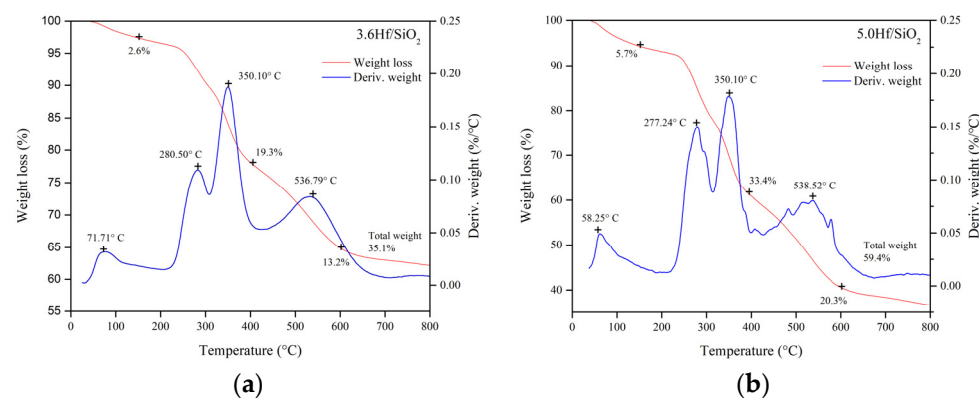 3.6Hf/SiO₂
Weight loss
Deriv. weight
2.6%
350.10° C
280.50° C
19.3%
536.79° C
71.71° C
Total weight
35.1%
13.2%
100
95
90
85
80
75
70
65
60
55
0.25
0.20
0.15
0.10
0.05
0.00
0 100 200 300 400 500 600 700 800
Weight loss (%)
Deriv. weight (%/°C)
Temperature (°C)
(a)
5.0Hf/SiO₂
Weight loss
Deriv. weight
5.7%
350.10° C
277.24° C
33.4%
538.52° C
58.25° C
Total weight
59.4%
20.3%
100
90
80
70
60
50
40
0.25
0.20
0.15
0.10
0.05
0.00
0 100 200 300 400 500 600 700 800
Weight loss (%)
Deriv. weight (%/°C)
Temperature (°C)
(b)